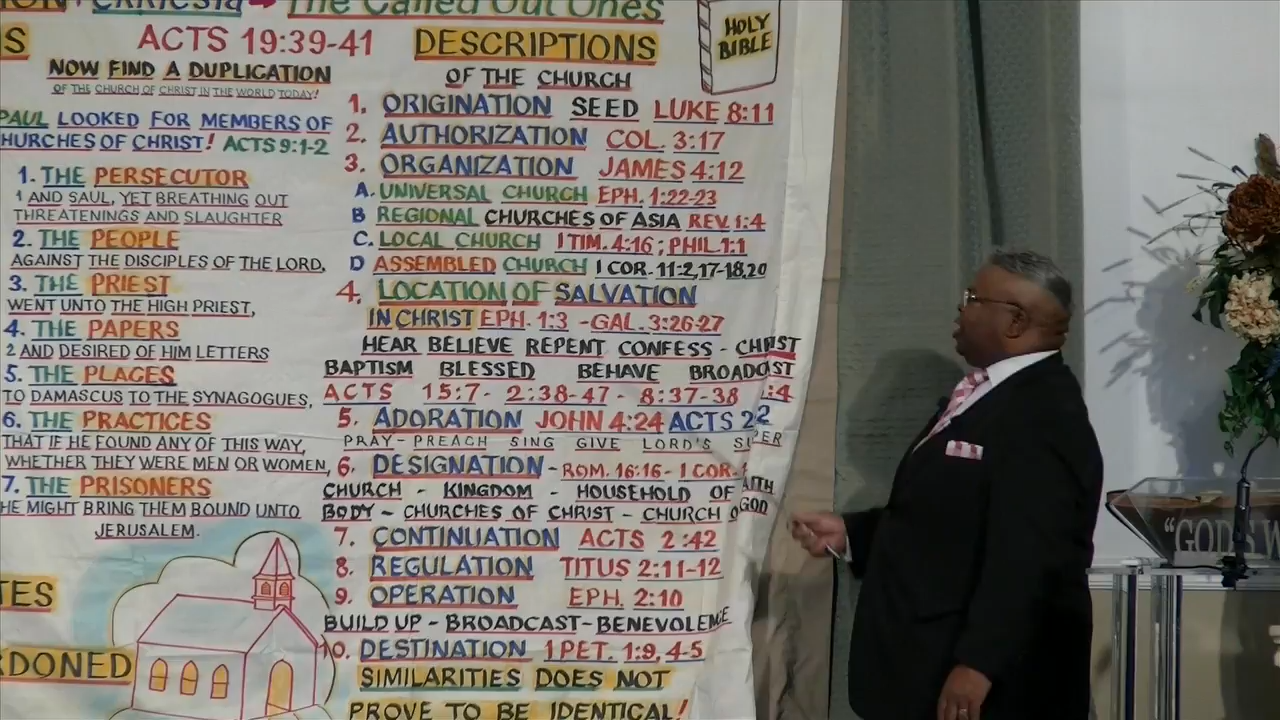 Ekklesia → The Called Out Ones
ACTS 19:39-41
NOW FIND A DUPLICATION
OF THE CHURCH OF CHRIST IN THE WORLD TODAY!
PAUL LOOKED FOR MEMBERS OF
CHURCHES OF CHRIST! ACTS 9:1-2
1. THE PERSECUTOR
1 AND SAUL, YET BREATHING OUT
THREATENINGS AND SLAUGHTER
2. THE PEOPLE
AGAINST THE DISCIPLES OF THE LORD,
3. THE PRIEST
WENT UNTO THE HIGH PRIEST,
4. THE PAPERS
2 AND DESIRED OF HIM LETTERS
5. THE PLACES
TO DAMASCUS TO THE SYNAGOGUES,
6. THE PRACTICES
THAT IF HE FOUND ANY OF THIS WAY,
WHETHER THEY WERE MEN OR WOMEN,
7. THE PRISONERS
HE MIGHT BRING THEM BOUND UNTO
JERUSALEM.
DESCRIPTIONS
OF THE CHURCH
HOLY
BIBLE
1. ORIGINATION SEED LUKE 8:11
2. AUTHORIZATION COL. 3:17
3. ORGANIZATION JAMES 4:12
A. UNIVERSAL CHURCH EPH. 1:22-23
B REGIONAL CHURCHES OF ASIA REV. 1:4
C. LOCAL CHURCH 1 TIM. 4:16; PHIL. 1:1
D ASSEMBLED CHURCH 1 COR. 11:2,17-18,20
4. LOCATION OF SALVATION
IN CHRIST EPH. 1:3 - GAL. 3:26-27
HEAR BELIEVE REPENT CONFESS - CHRIST
BAPTISM BLESSED BEHAVE BROADCAST
ACTS 15:7- 2:38-47 - 8:37-38 :4
5. ADORATION JOHN 4:24 ACTS 2
PRAY-PREACH SING GIVE LORD'S
6. DESIGNATION - ROM. 16:16 - 1 COR.
CHURCH - KINGDOM - HOUSEHOLD OF
BODY - CHURCHES OF CHRIST - CHURCH GOD
7. CONTINUATION ACTS 2:42
8. REGULATION TITUS 2:11-12
9. OPERATION EPH. 2:10
BUILD UP - BROADCAST - BENEVOLENCE
10. DESTINATION 1 PET. 1:9, 4-5
SIMILARITIES DOES NOT
PROVE TO BE IDENTICAL!
"GOD'S W